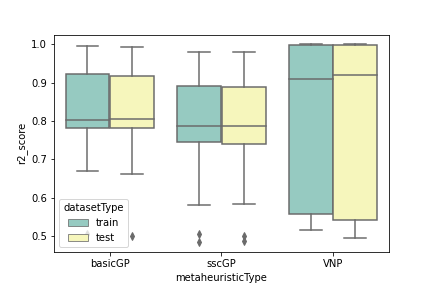 1.0
0.9
0.8
0.7
0.6
0.5
r2_score
datasetType
train
test
basicGP
sscGP
VNP
metaheuristicType